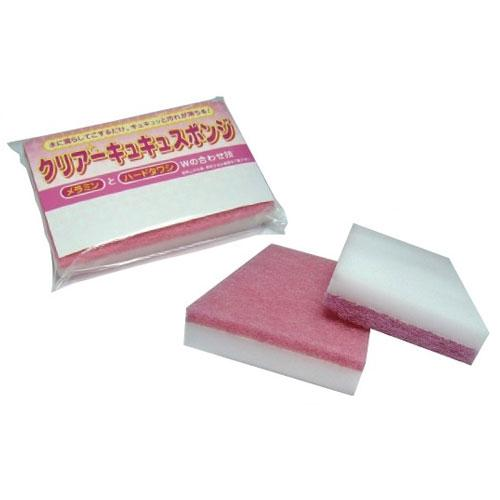 水に濡らしてこするだけ、キュキュッと汚れが落ちる!
クリアーキュキュスポンジ
メラミン と ハードタワシ Wの合わせ技